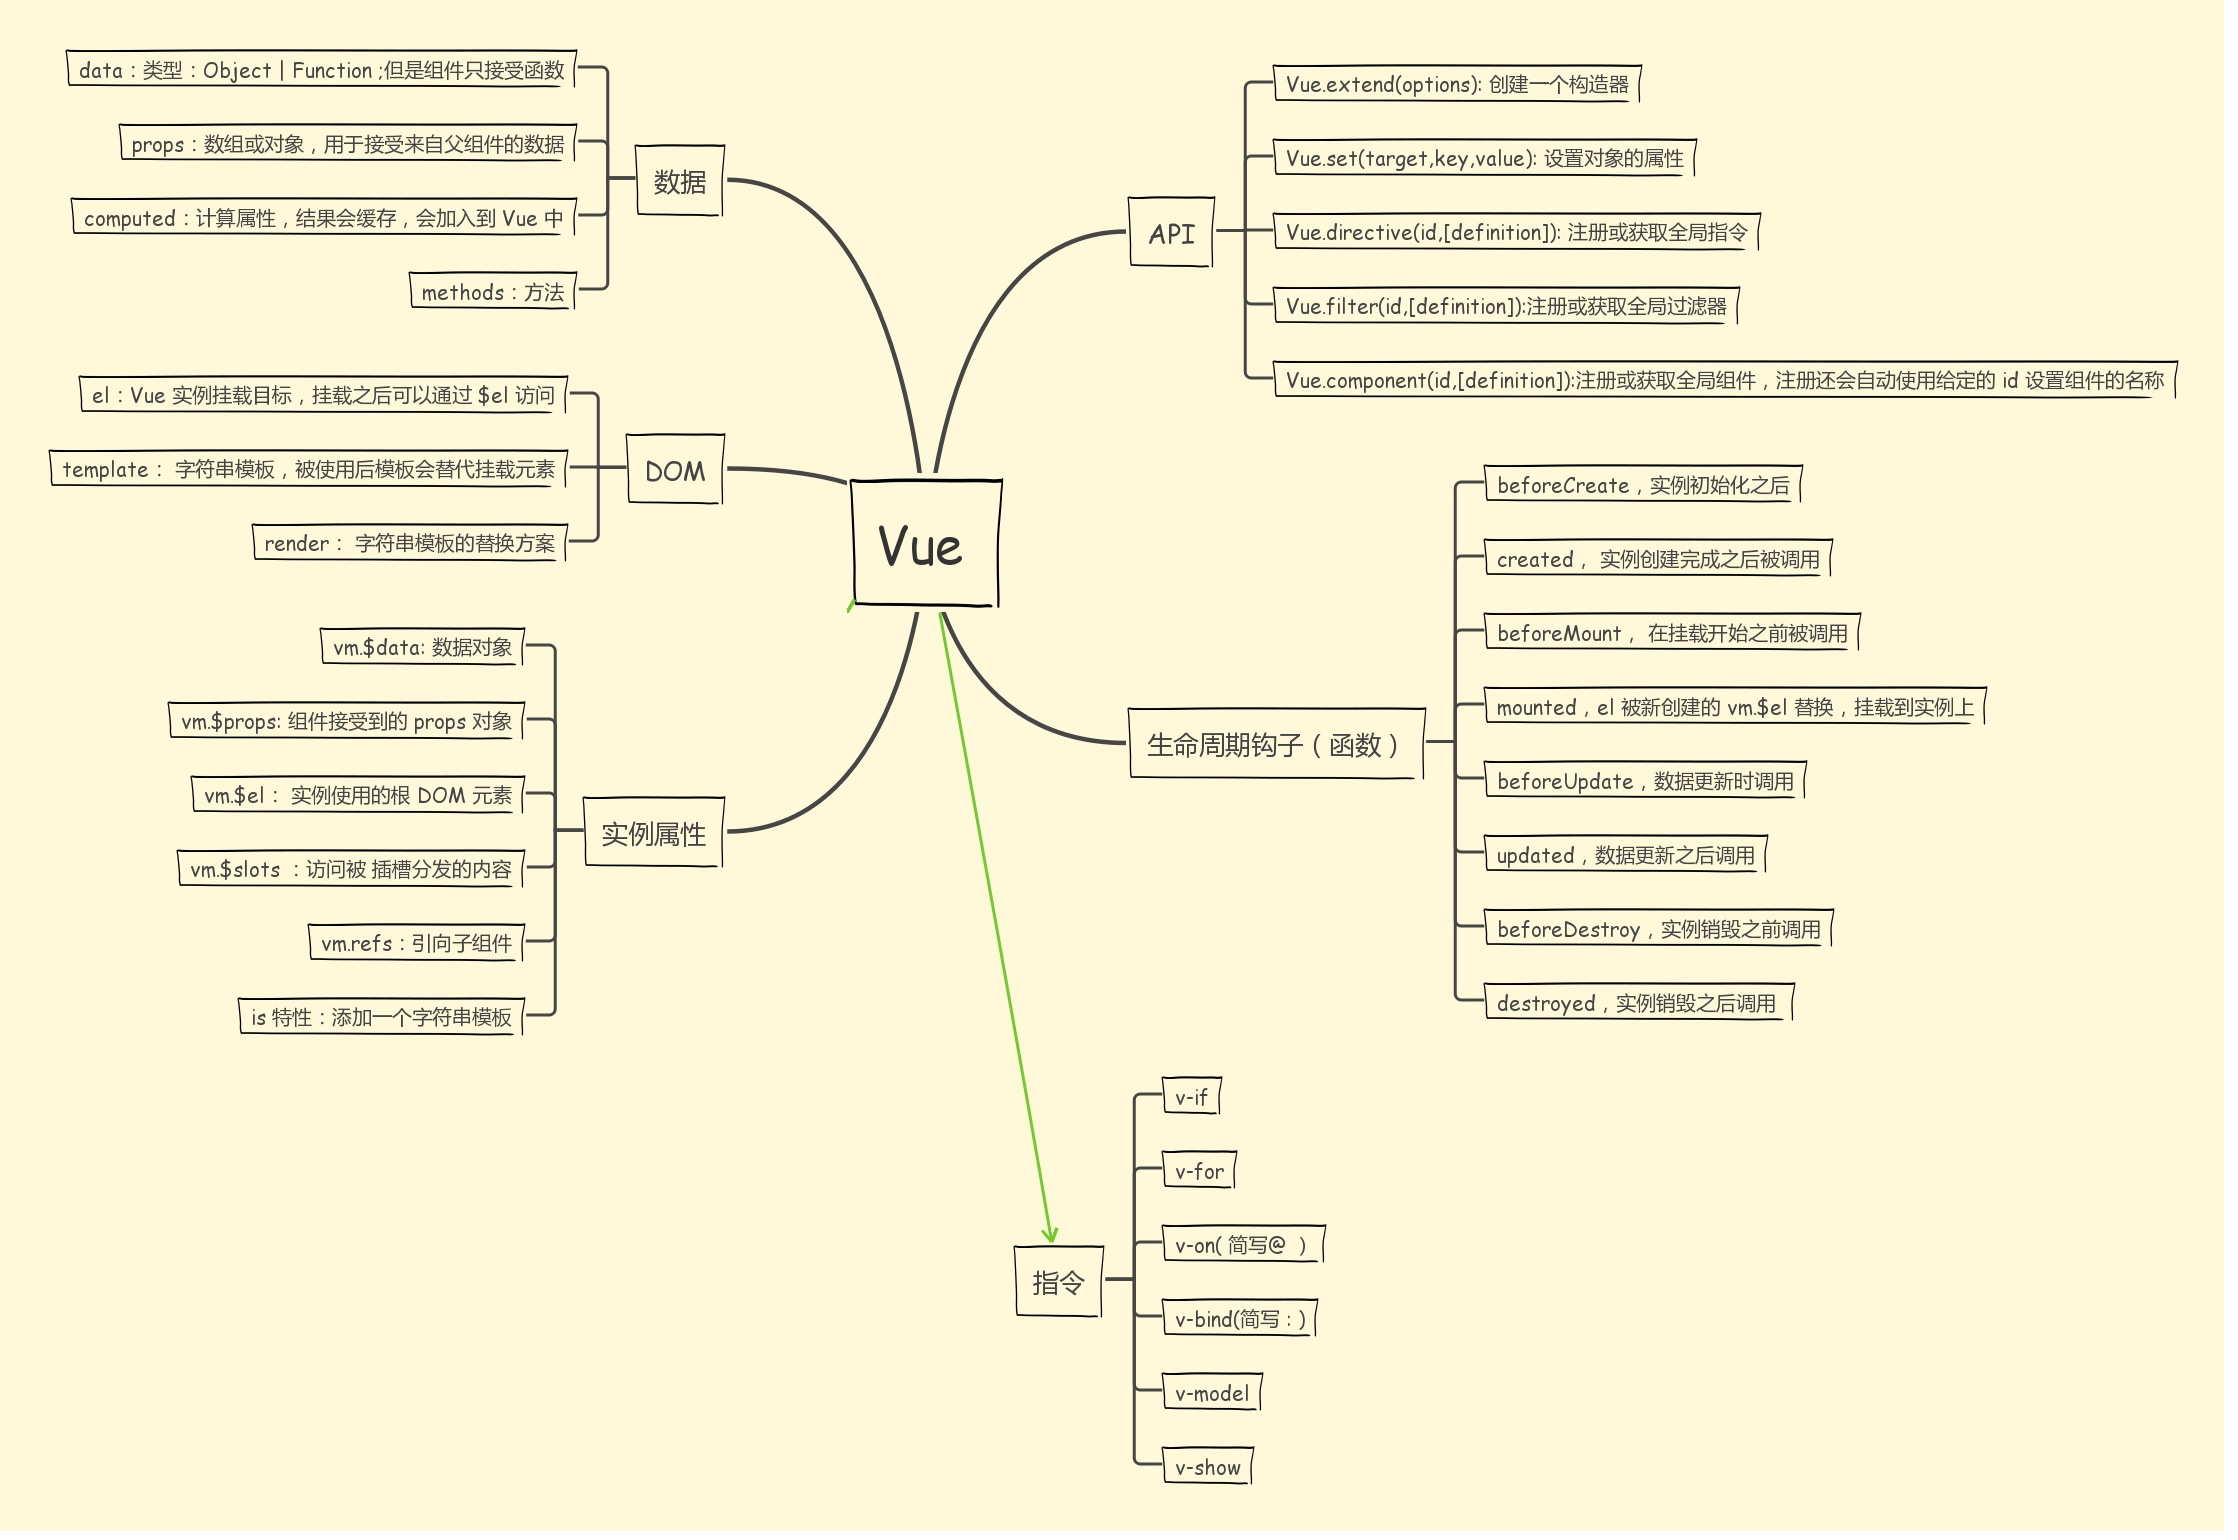 Vue
数据
data：类型：Object | Function ;但是组件只接受函数
props：数组或对象，用于接受来自父组件的数据
computed：计算属性，结果会缓存，会加入到 Vue 中
methods：方法
DOM
el：Vue 实例挂载目标，挂载之后可以通过 $el 访问
template： 字符串模板，被使用后模板会替代挂载元素
render： 字符串模板的替换方案
实例属性
vm.$data: 数据对象
vm.$props: 组件接受到的 props 对象
vm.$el： 实例使用的根 DOM 元素
vm.$slots ：访问被 插槽分发的内容
vm.refs：引向子组件
is 特性：添加一个字符串模板
API
Vue.extend(options): 创建一个构造器
Vue.set(target,key,value): 设置对象的属性
Vue.directive(id,[definition]): 注册或获取全局指令
Vue.filter(id,[definition]):注册或获取全局过滤器
Vue.component(id,[definition]):注册或获取全局组件，注册还会自动使用给定的 id 设置组件的名称
生命周期钩子（函数）
beforeCreate，实例初始化之后
created， 实例创建完成之后被调用
beforeMount， 在挂载开始之前被调用
mounted，el 被新创建的 vm.$el 替换，挂载到实例上
beforeUpdate，数据更新时调用
updated，数据更新之后调用
beforeDestroy，实例销毁之前调用
destroyed，实例销毁之后调用
指令
v-if
v-for
v-on( 简写@ ）
v-bind(简写：)
v-model
v-show